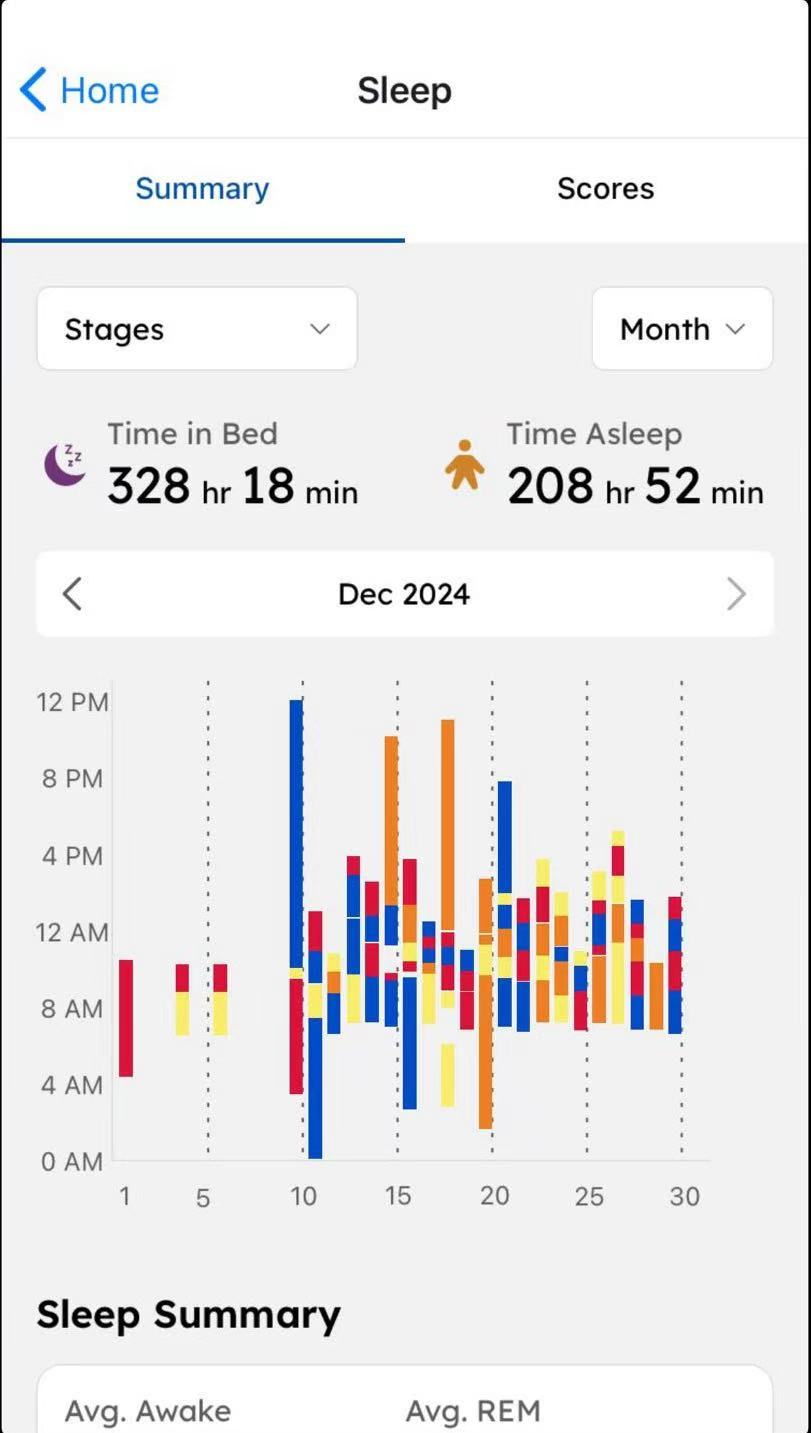 Home Sleep
Summary Scores
Stages Month
Time in Bed Time Asleep
328 hr 18 min 208 hr 52 min
Dec 2024
12 PM
8 PM
4 PM
12 AM
8 AM
4 AM
0 AM
1 5 10 15 20 25 30
Sleep Summary
Avg. Awake Avg. REM